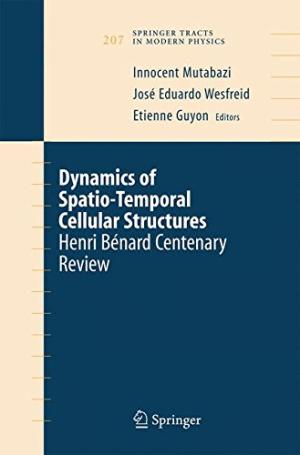 207 SPRINGER TRACTS
IN MODERN PHYSICS
Innocent Mutabazi
José Eduardo Wesfreid
Etienne Guyon Editors
Dynamics of
Spatio-Temporal
Cellular Structures
Henri Bénard Centenary
Review
Springer